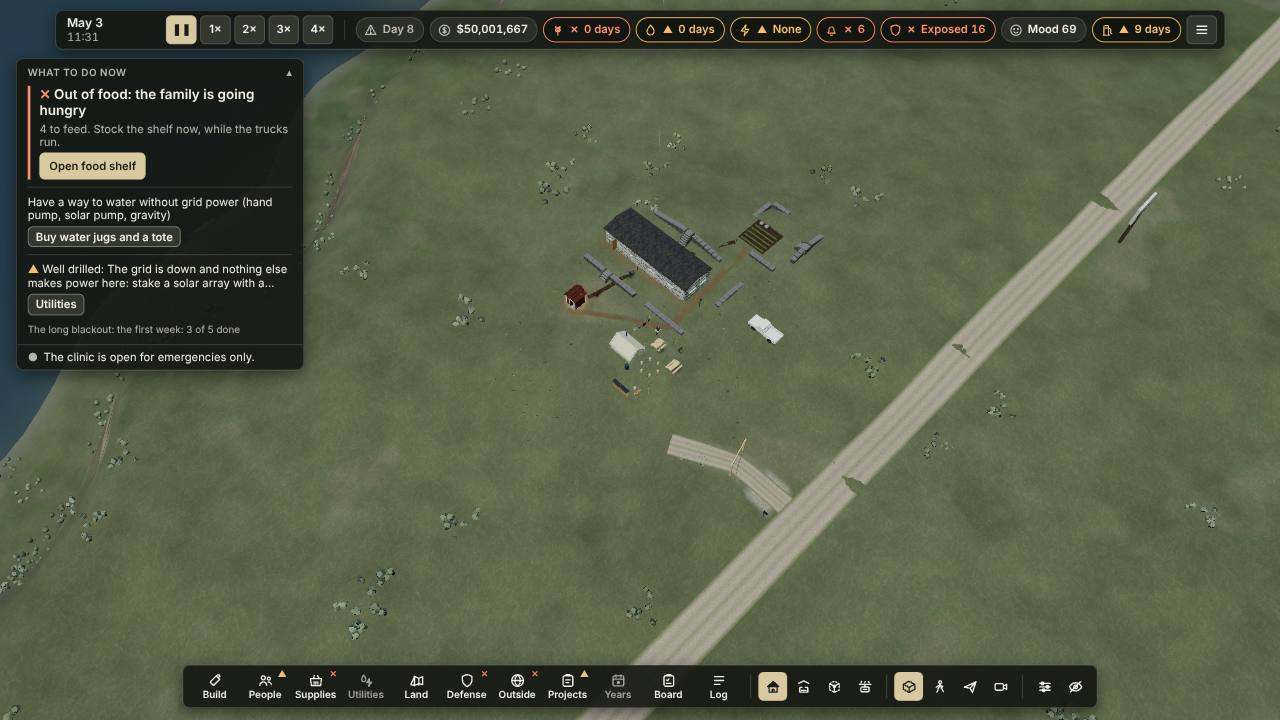 May 3
11:31
1×
2×
3×
4×
Day 8
$50,001,667
× 0 days
0 days
None
× 6
× Exposed 16
Mood 69
9 days
WHAT TO DO NOW
× Out of food: the family is going
hungry
4 to feed. Stock the shelf now, while the trucks
run.
Open food shelf
Have a way to water without grid power (hand
pump, solar pump, gravity)
Buy water jugs and a tote
Well drilled: The grid is down and nothing else
makes power here: stake a solar array with a...
Utilities
The long blackout: the first week: 3 of 5 done
The clinic is open for emergencies only.
Build
People
Supplies
Utilities
Land
Defense
Outside
Projects
Years
Board
Log